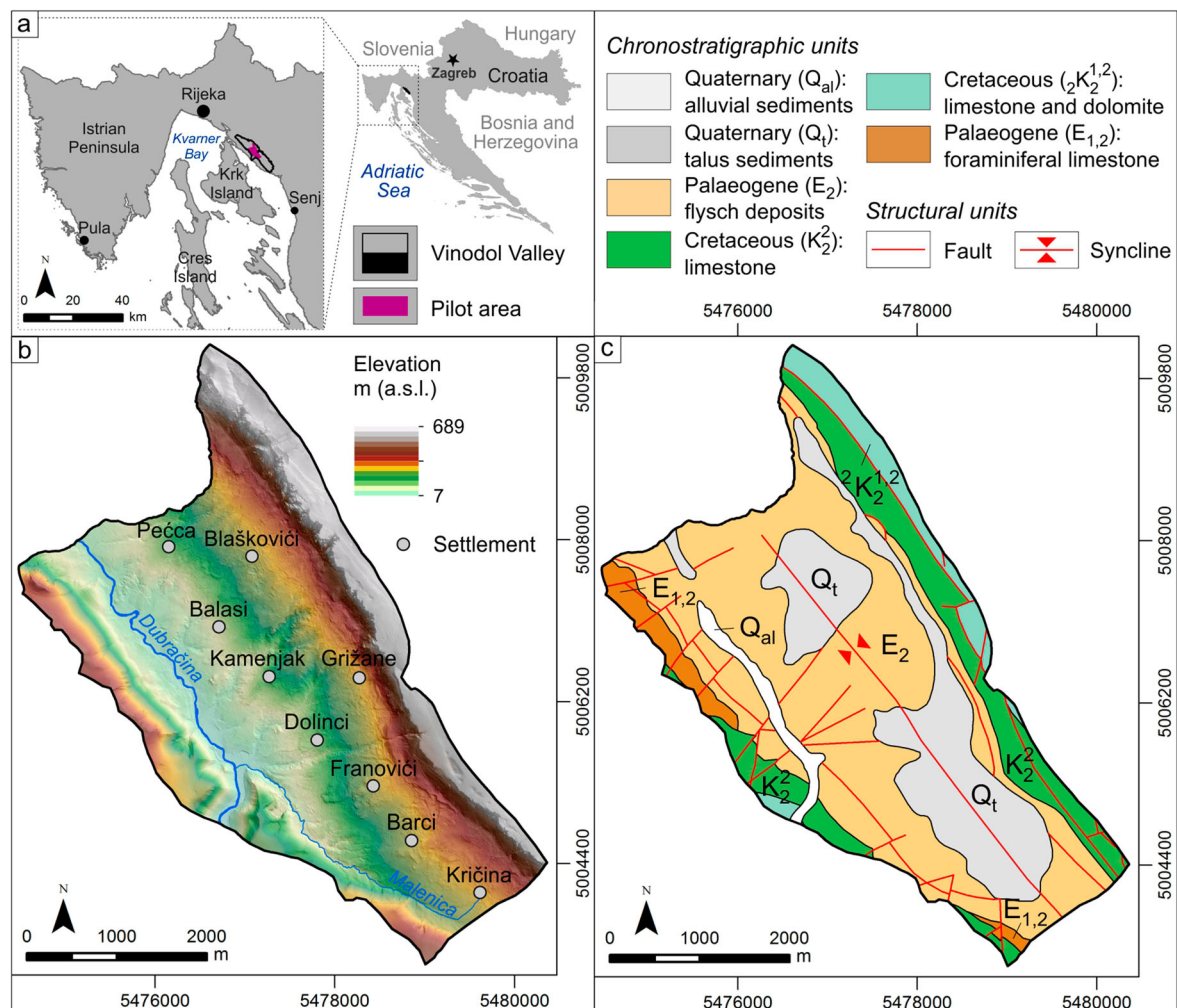 a
Slovenia
Hungary
Zagreb
Croatia
Bosnia and
Herzegovina
Adriatic
Sea
Rijeka
Istrian
Peninsula
Kvarner
Bay
Krk
Island
Senj
Pula
Cres
Island
N
0 20 40
km
Vinodol Valley
Pilot area
Chronostratigraphic units
Quaternary (Qal):
alluvial sediments
Quaternary (Qt):
talus sediments
Palaeogene (E2):
flysch deposits
Cretaceous (K22):
limestone
Cretaceous (2K21,2):
limestone and dolomite
Palaeogene (E1,2):
foraminiferal limestone
Structural units
Fault
Syncline
5476000 5478000 5480000
b
Elevation
m (a.s.l.)
689
7
Settlement
Pećca
Blaškovići
Balasi
Kamenjak
Grižane
Dolinci
Franovići
Barci
Kričina
Dubračina
Malenica
N
0 1000 2000
m
5476000 5478000 5480000
5009800
5008000
5006200
5004400
c
2K21,2
E1,2
Qt
Qal
E2
K22
K22
Qt
E1,2
N
0 1000 2000
m
5009800
5008000
5006200
5004400